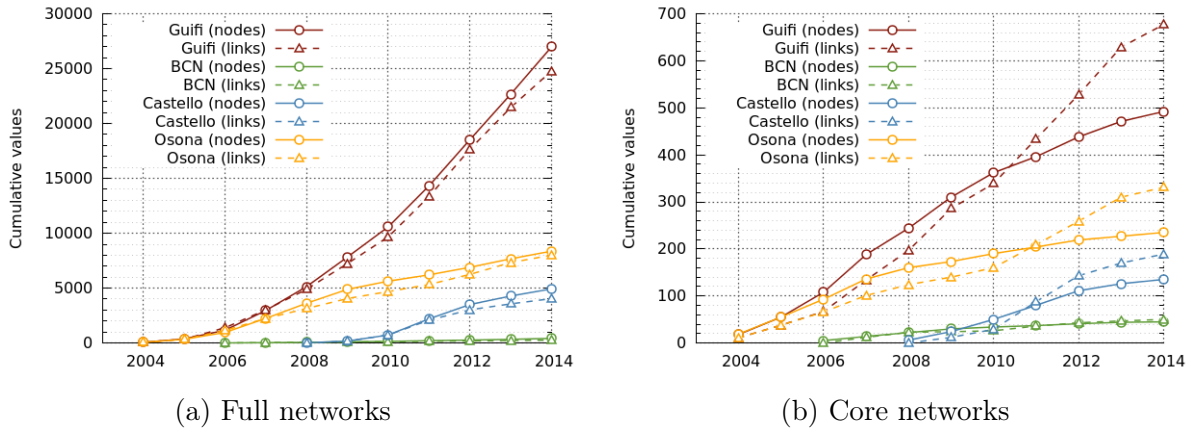 30000
25000
20000
15000
10000
5000
0
Cumulative values
Guifi (nodes)
Guifi (links)
BCN (nodes)
BCN (links)
Castello (nodes)
Castello (links)
Osona (nodes)
Osona (links)
2004 2006 2008 2010 2012 2014
(a) Full networks
700
600
500
400
300
200
100
0
Cumulative values
Guifi (nodes)
Guifi (links)
BCN (nodes)
BCN (links)
Castello (nodes)
Castello (links)
Osona (nodes)
Osona (links)
2004 2006 2008 2010 2012 2014
(b) Core networks